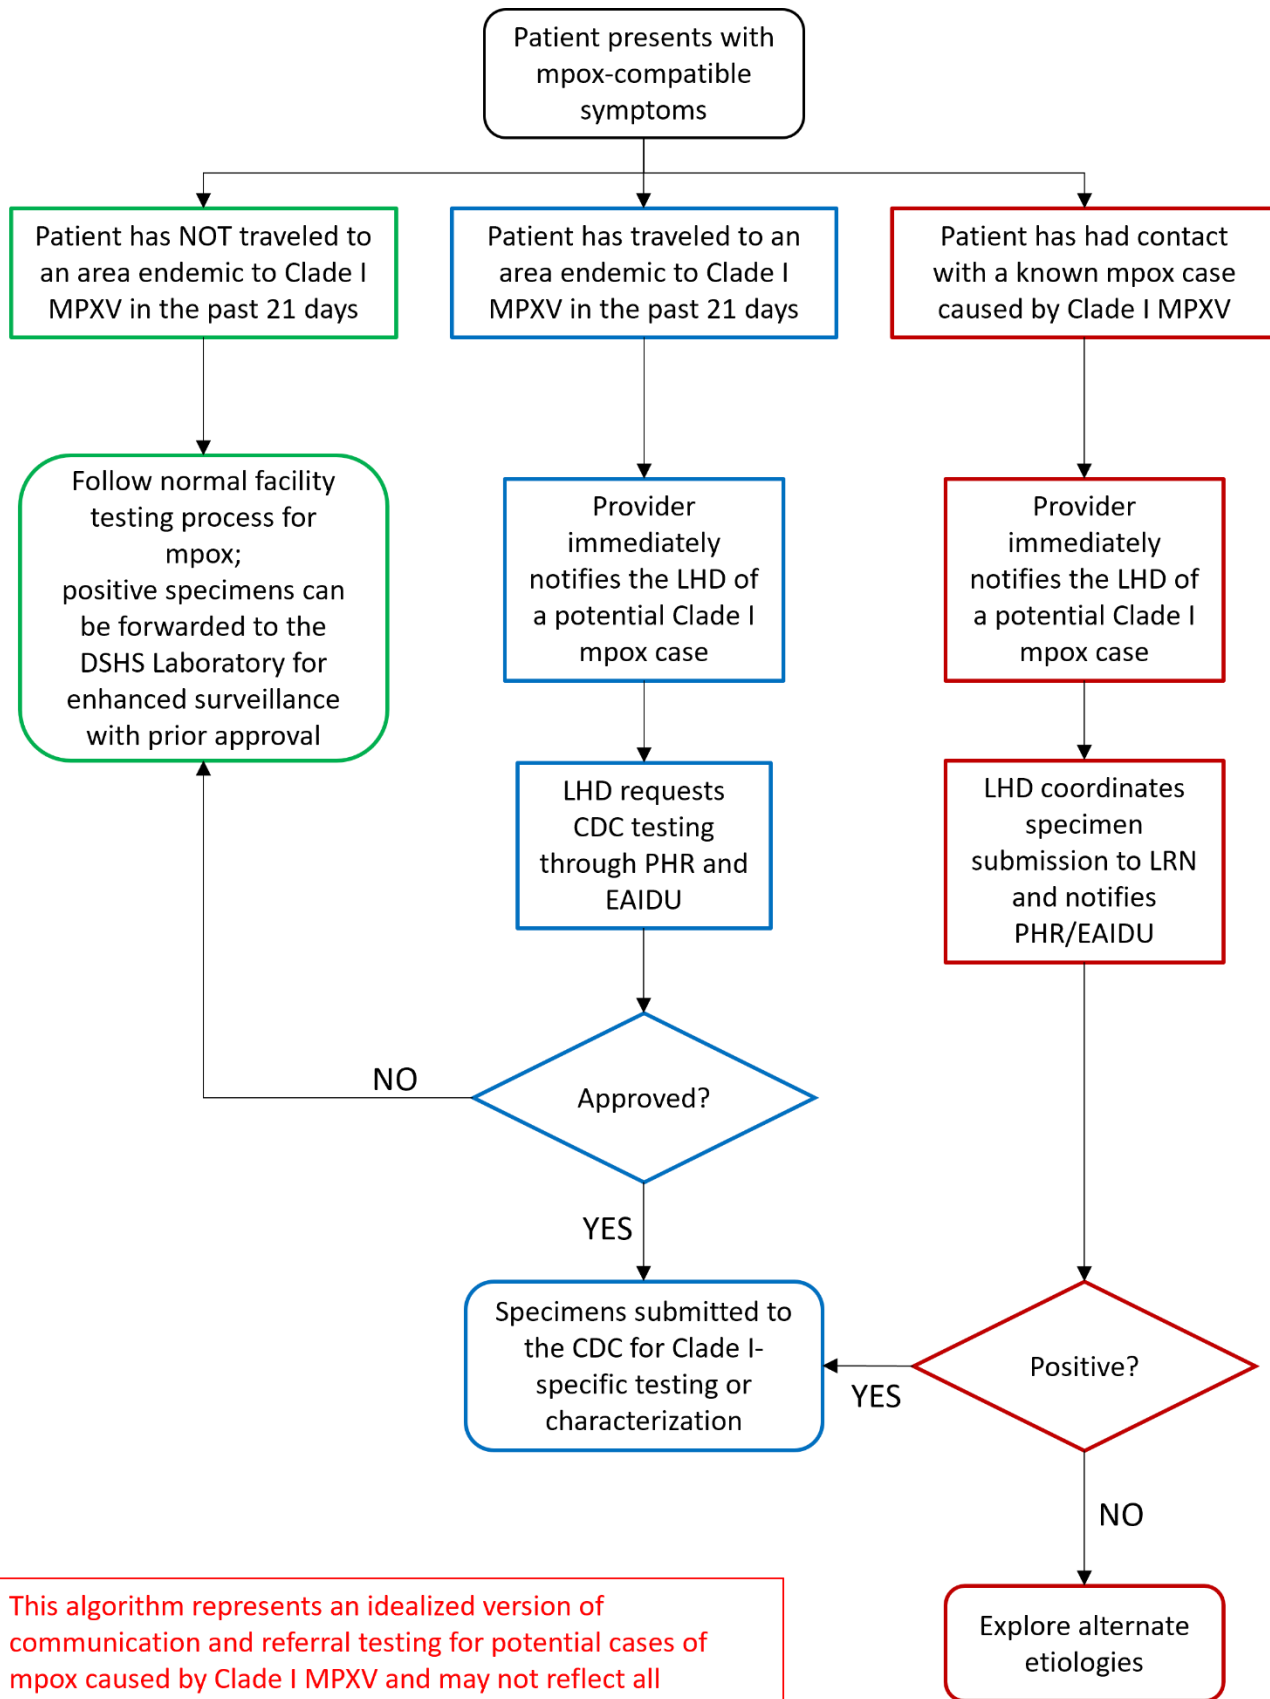 Patient presents with
mpox-compatible
symptoms
Patient has NOT traveled to
an area endemic to Clade I
MPXV in the past 21 days
Patient has traveled to an
area endemic to Clade I
MPXV in the past 21 days
Patient has had contact
with a known mpox case
caused by Clade I MPXV
Follow normal facility
testing process for
mpox;
positive specimens can
be forwarded to the
DSHS Laboratory for
enhanced surveillance
with prior approval
Provider
immediately
notifies the LHD of
a potential Clade I
mpox case
Provider
immediately
notifies the LHD of
a potential Clade I
mpox case
LHD requests
CDC testing
through PHR and
EAIDU
LHD coordinates
specimen
submission to LRN
and notifies
PHR/EAIDU
NO
Approved?
YES
Specimens submitted to
the CDC for Clade I-
specific testing or
characterization
YES
Positive?
NO
Explore alternate
etiologies
This algorithm represents an idealized version of
communication and referral testing for potential cases of
mpox caused by Clade I MPXV and may not reflect all